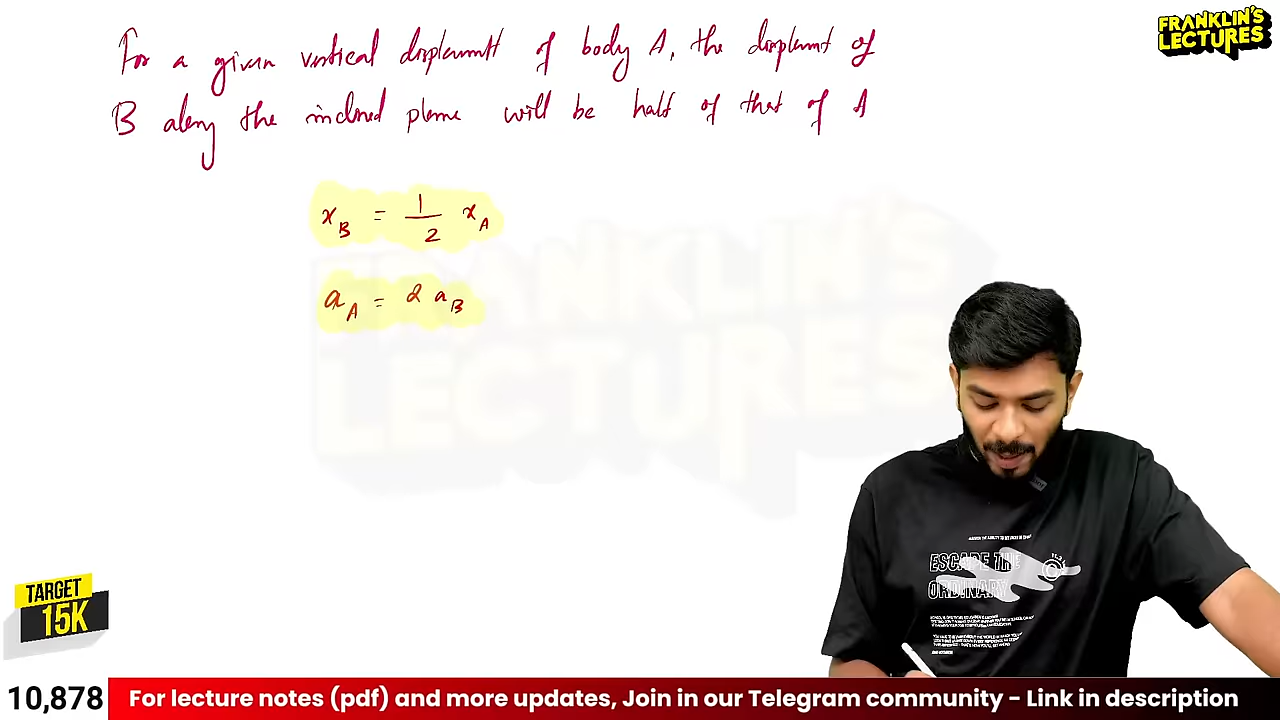 For a given vertical displacement of body A, the displacement of
B along the inclined plane will be half of that of A
x_B = 1/2 x_A
a_A = 2 a_B
FRANKLIN'S
LECTURES
FRANKLIN'S
LECTURES
ESCAPE THE
ORDINARY
TARGET
15K
10,878
For lecture notes (pdf) and more updates, Join in our Telegram community - Link in description